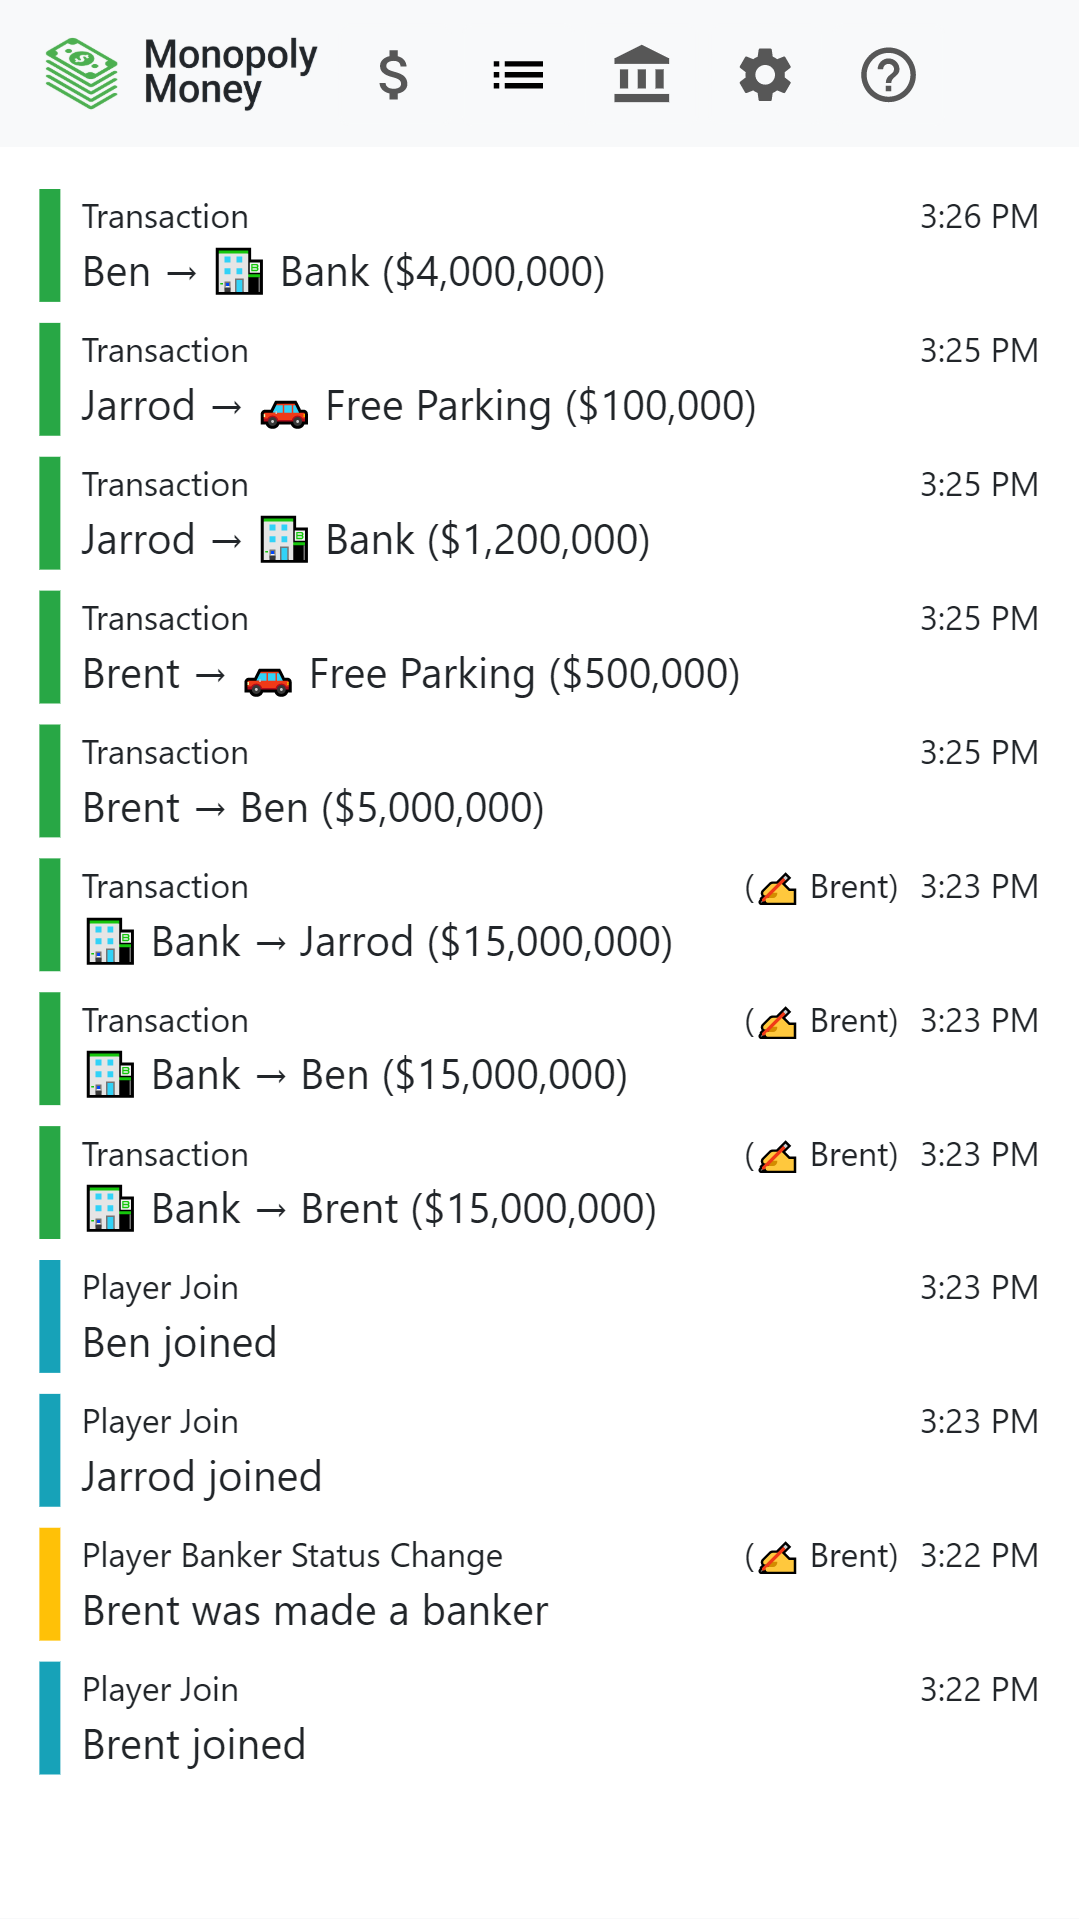 Monopoly
Money
Transaction 3:26 PM
Ben → 🏦 Bank ($4,000,000)
Transaction 3:25 PM
Jarrod → 🚗 Free Parking ($100,000)
Transaction 3:25 PM
Jarrod → 🏦 Bank ($1,200,000)
Transaction 3:25 PM
Brent → 🚗 Free Parking ($500,000)
Transaction 3:25 PM
Brent → Ben ($5,000,000)
Transaction (✍ Brent) 3:23 PM
🏦 Bank → Jarrod ($15,000,000)
Transaction (✍ Brent) 3:23 PM
🏦 Bank → Ben ($15,000,000)
Transaction (✍ Brent) 3:23 PM
🏦 Bank → Brent ($15,000,000)
Player Join 3:23 PM
Ben joined
Player Join 3:23 PM
Jarrod joined
Player Banker Status Change (✍ Brent) 3:22 PM
Brent was made a banker
Player Join 3:22 PM
Brent joined